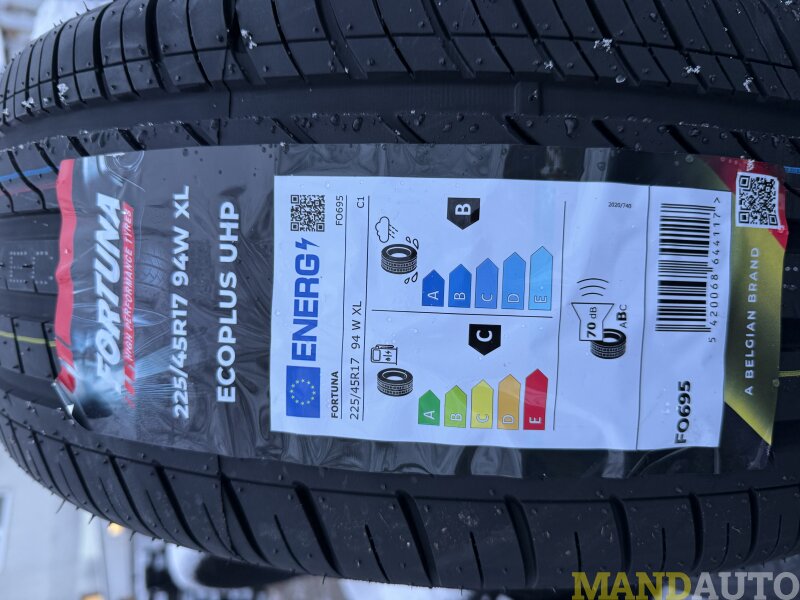 FORTUNA
HIGH PERFORMANCE TYRES
225/45R17 94W XL
ECOPLUS UHP
ENERG
FO695
FORTUNA
225/45R17 94 W XL
C1
B
A
B
C
D
E
C
A
B
C
D
E
70 dB
ABC
2020/740
5 420068 644117 >
FO695
A BELGIAN BRAND
MANDAUTO